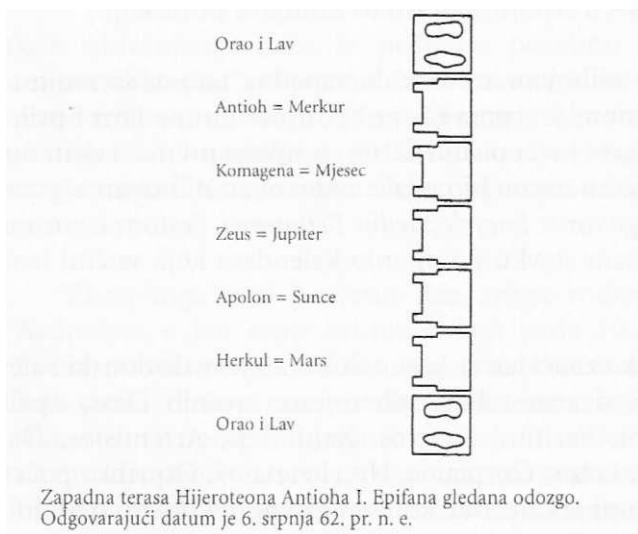 Orao i Lav
Antioh = Merkur
Komagena = Mjesec
Zeus = Jupiter
Apolon = Sunce
Herkul = Mars
Orao i Lav
Zapadna terasa Hijeroteona Antioha I. Epifana gledana odozgo.
Odgovarajući datum je 6. srpnja 62. pr. n. e.